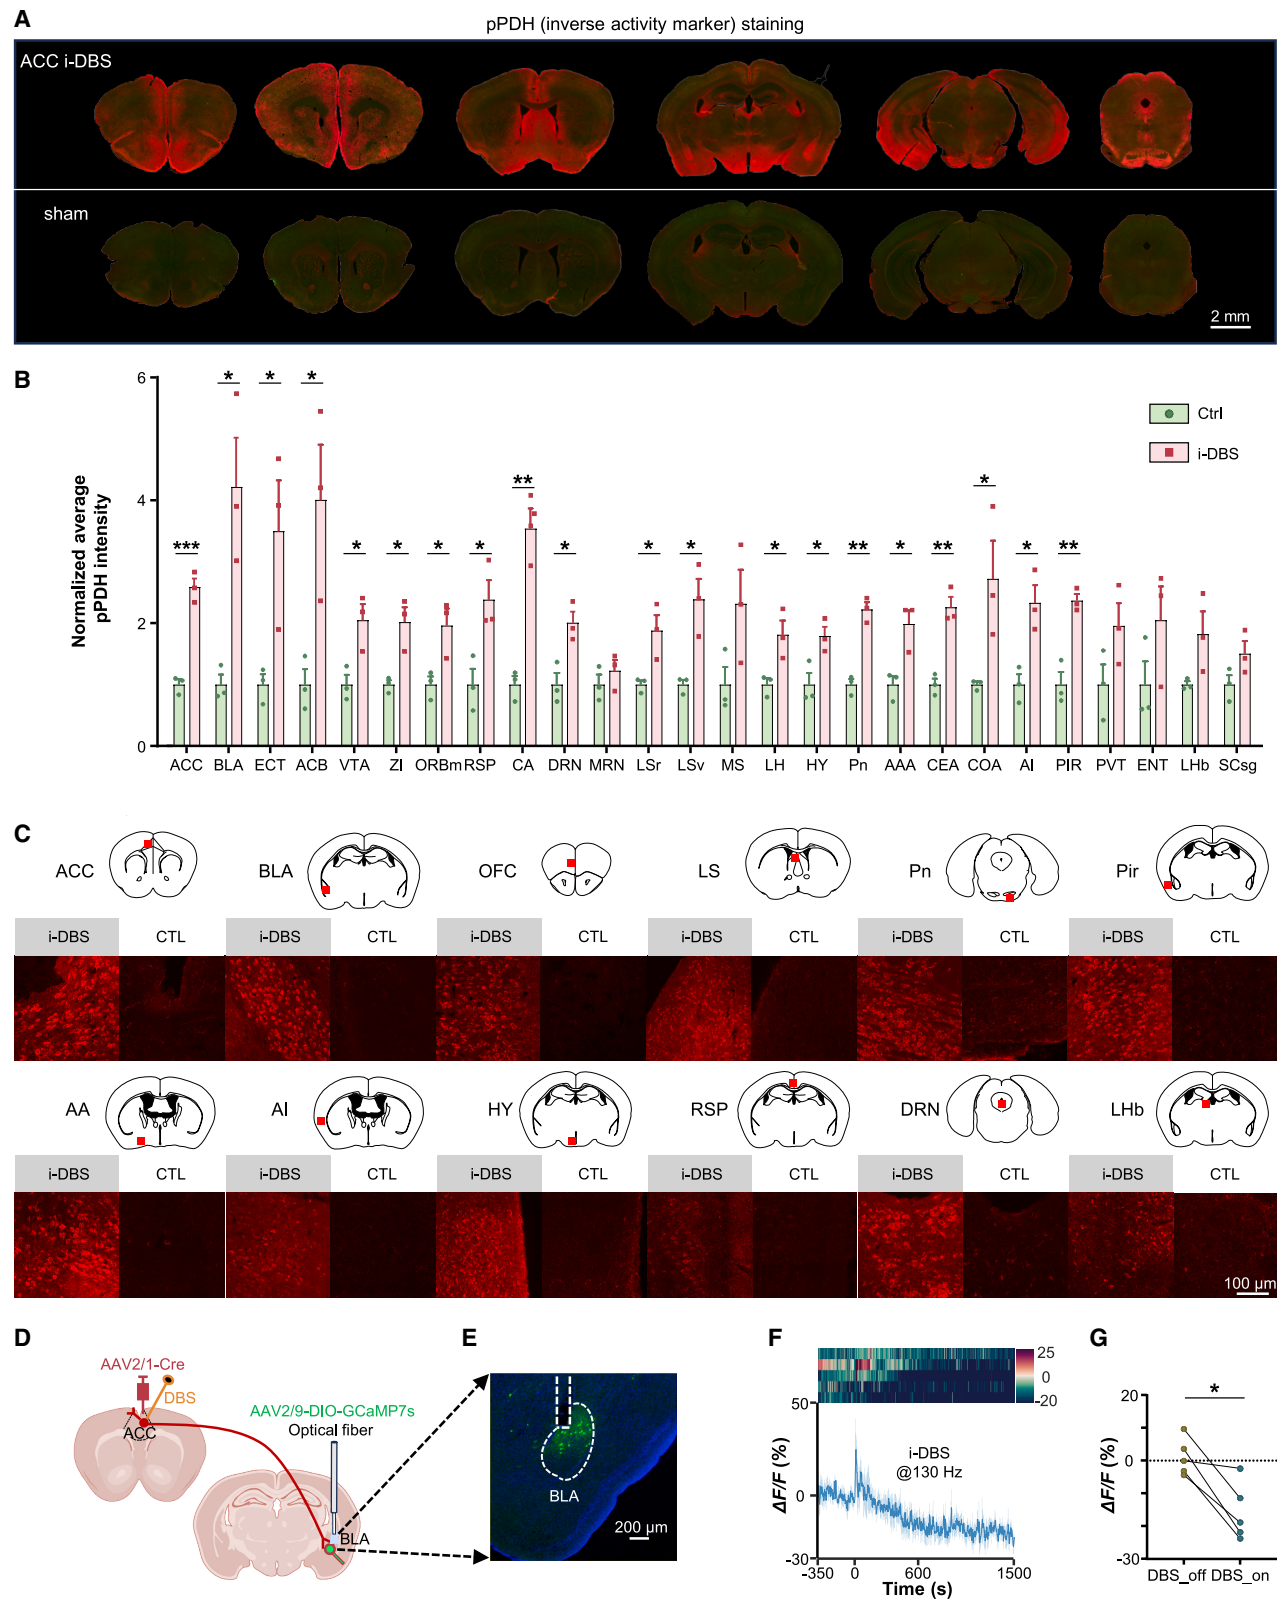 A
pPDH (inverse activity marker) staining
ACC i-DBS
sham
2 mm
B
Normalized average
pPDH intensity
6
4
2
0
* * * *** * * * * ** * * * * * ** * ** * * **
Ctrl
i-DBS
ACC BLA ECT ACB VTA ZI ORBm RSP CA DRN MRN LSr LSv MS LH HY Pn AAA CEA COA AI PIR PVT ENT LHb SCsg
C
ACC BLA OFC LS Pn Pir
i-DBS CTL i-DBS CTL i-DBS CTL i-DBS CTL i-DBS CTL i-DBS CTL
AA AI HY RSP DRN LHb
i-DBS CTL i-DBS CTL i-DBS CTL i-DBS CTL i-DBS CTL i-DBS CTL
100 µm
D
AAV2/1-Cre
DBS
ACC
AAV2/9-DIO-GCaMP7s
Optical fiber
BLA
E
BLA
200 µm
F
25
0
-20
50
0
-30
ΔF/F (%)
i-DBS
@130 Hz
-350 0 600 1500
Time (s)
G
*
20
0
-30
ΔF/F (%)
DBS_off DBS_on